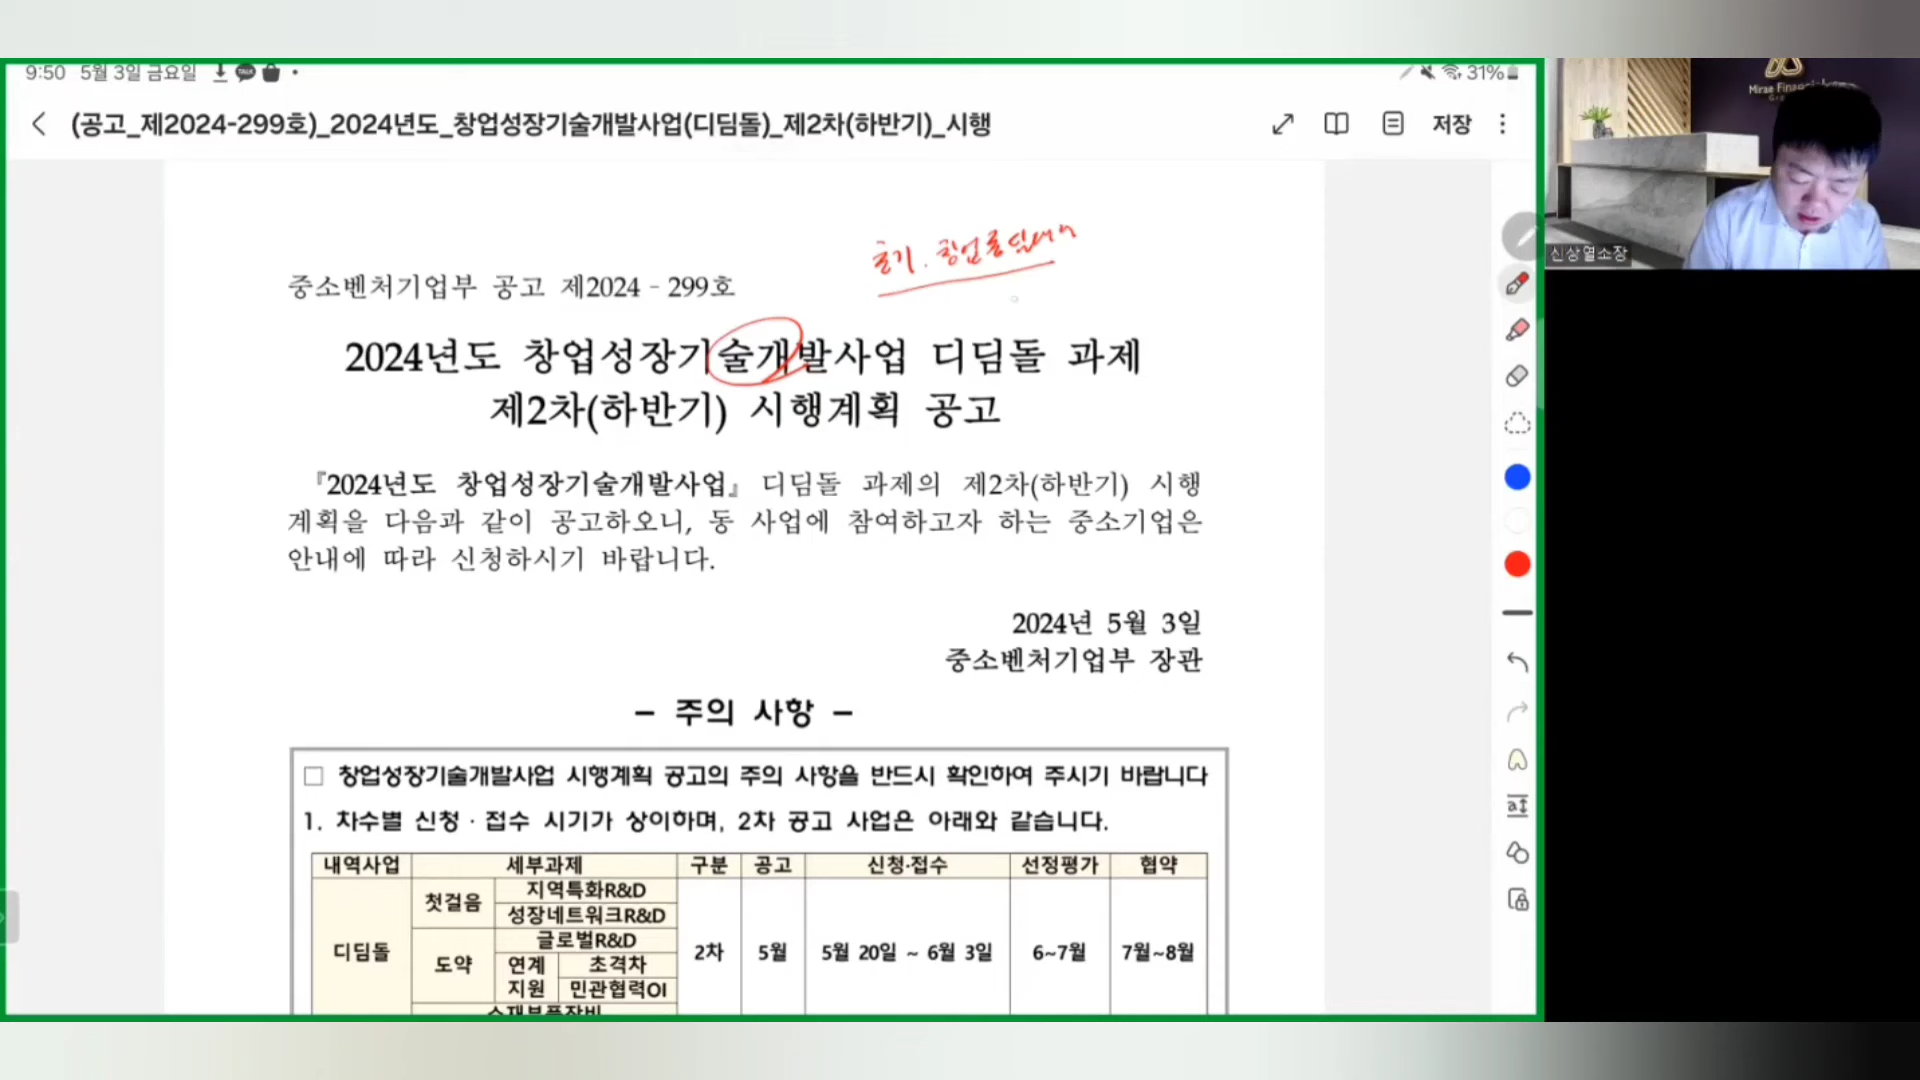 9:50 5월 3일 금요일
31%
(공고_제2024-299호)_2024년도_창업성장기술개발사업(디딤돌)_제2차(하반기)_시행
저장
초기.창업
중소벤처기업부 공고 제2024 - 299호
2024년도 창업성장기술개발사업 디딤돌 과제
제2차(하반기) 시행계획 공고
『2024년도 창업성장기술개발사업』 디딤돌 과제의 제2차(하반기) 시행
계획을 다음과 같이 공고하오니, 동 사업에 참여하고자 하는 중소기업은
안내에 따라 신청하시기 바랍니다.
2024년 5월 3일
중소벤처기업부 장관
- 주의 사항 -
□ 창업성장기술개발사업 시행계획 공고의 주의 사항을 반드시 확인하여 주시기 바랍니다
1. 차수별 신청·접수 시기가 상이하며, 2차 공고 사업은 아래와 같습니다.
내역사업 세부과제 구분 공고 신청·접수 선정평가 협약
디딤돌 첫걸음 지역특화R&D 2차 5월 5월 20일 ~ 6월 3일 6~7월 7월~8월
성장네트워크R&D
도약 글로벌R&D
연계지원 초격차
민관협력OI
소재부품장비
Mirae Financial
신상열소장